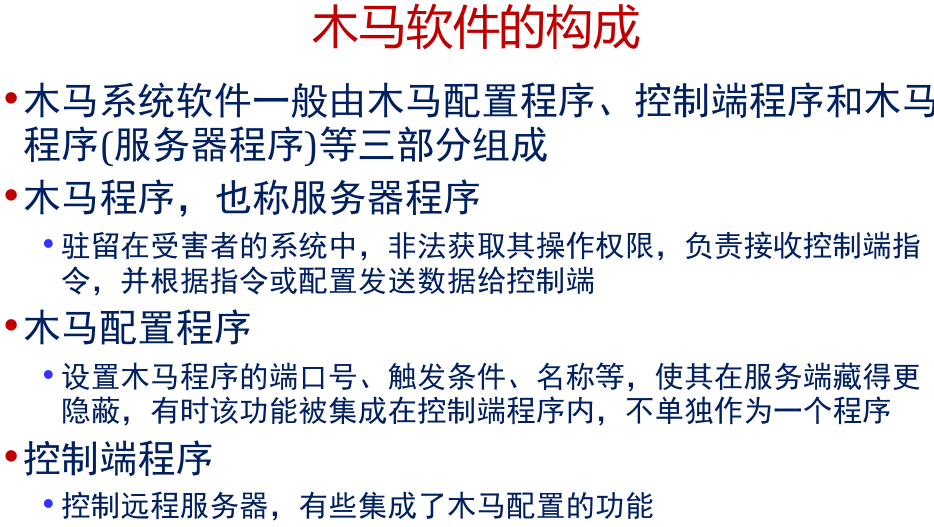 木马软件的构成
•木马系统软件一般由木马配置程序、控制端程序和木马
程序(服务器程序)等三部分组成
•木马程序，也称服务器程序
•驻留在受害者的系统中，非法获取其操作权限，负责接收控制端指
令，并根据指令或配置发送数据给控制端
•木马配置程序
•设置木马程序的端口号、触发条件、名称等，使其在服务端藏得更
隐蔽，有时该功能被集成在控制端程序内，不单独作为一个程序
•控制端程序
•控制远程服务器，有些集成了木马配置的功能